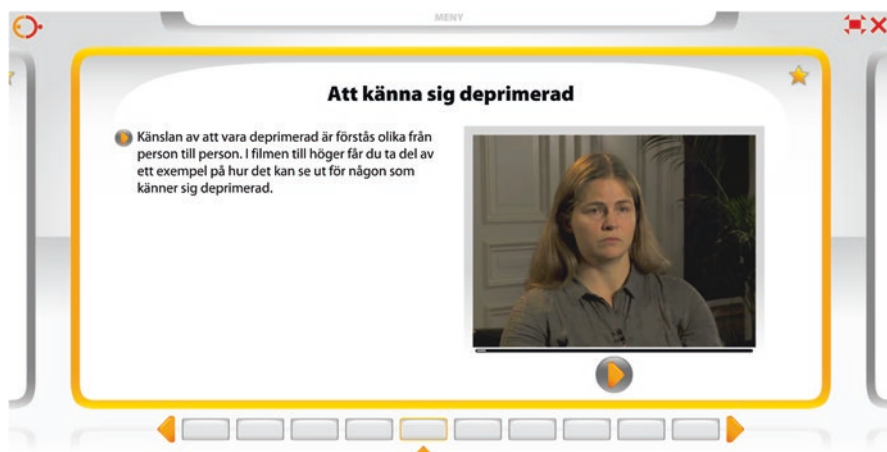 MENY
Att känna sig deprimerad
Känslan av att vara deprimerad är förstås olika från
person till person. I filmen till höger får du ta del av
ett exempel på hur det kan se ut för någon som
känner sig deprimerad.